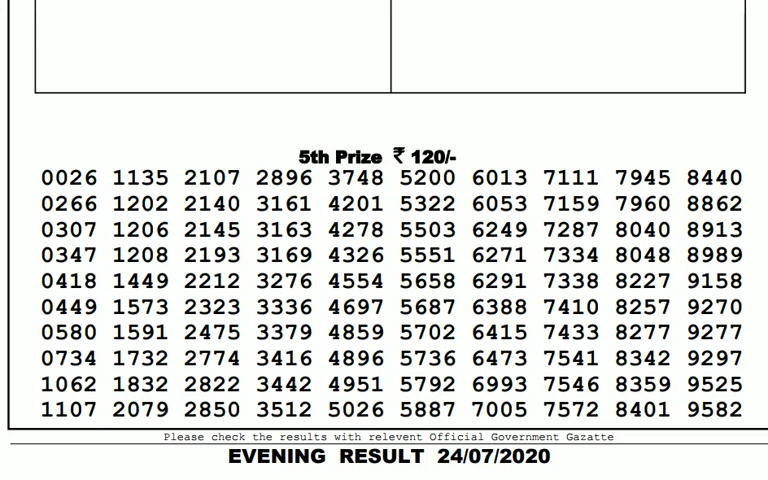 5th Prize ₹ 120/-
0026 1135 2107 2896 3748 5200 6013 7111 7945 8440
0266 1202 2140 3161 4201 5322 6053 7159 7960 8862
0307 1206 2145 3163 4278 5503 6249 7287 8040 8913
0347 1208 2193 3169 4326 5551 6271 7334 8048 8989
0418 1449 2212 3276 4554 5658 6291 7338 8227 9158
0449 1573 2323 3336 4697 5687 6388 7410 8257 9270
0580 1591 2475 3379 4859 5702 6415 7433 8277 9277
0734 1732 2774 3416 4896 5736 6473 7541 8342 9297
1062 1832 2822 3442 4951 5792 6993 7546 8359 9525
1107 2079 2850 3512 5026 5887 7005 7572 8401 9582
Please check the results with relevent Official Government Gazatte
EVENING RESULT 24/07/2020